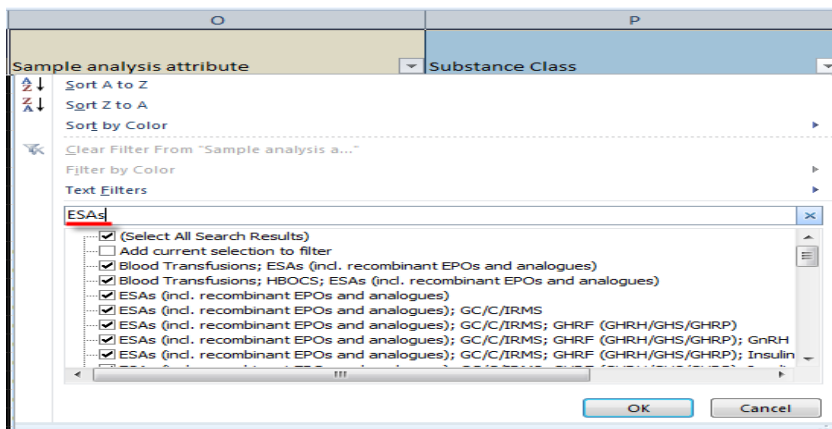 O P
Sample analysis attribute Substance Class
Sort A to Z
Sort Z to A
Sort by Color
Clear Filter From "Sample analysis a..."
Filter by Color
Text Filters
ESAs
(Select All Search Results)
Add current selection to filter
Blood Transfusions; ESAs (incl. recombinant EPOs and analogues)
Blood Transfusions; HBOCS; ESAs (incl. recombinant EPOs and analogues)
ESAs (incl. recombinant EPOs and analogues)
ESAs (incl. recombinant EPOs and analogues); GC/C/IRMS
ESAs (incl. recombinant EPOs and analogues); GC/C/IRMS; GHRF (GHRH/GHS/GHRP)
ESAs (incl. recombinant EPOs and analogues); GC/C/IRMS; GHRF (GHRH/GHS/GHRP); GnRH
ESAs (incl. recombinant EPOs and analogues); GC/C/IRMS; GHRF (GHRH/GHS/GHRP); Insulin
OK Cancel